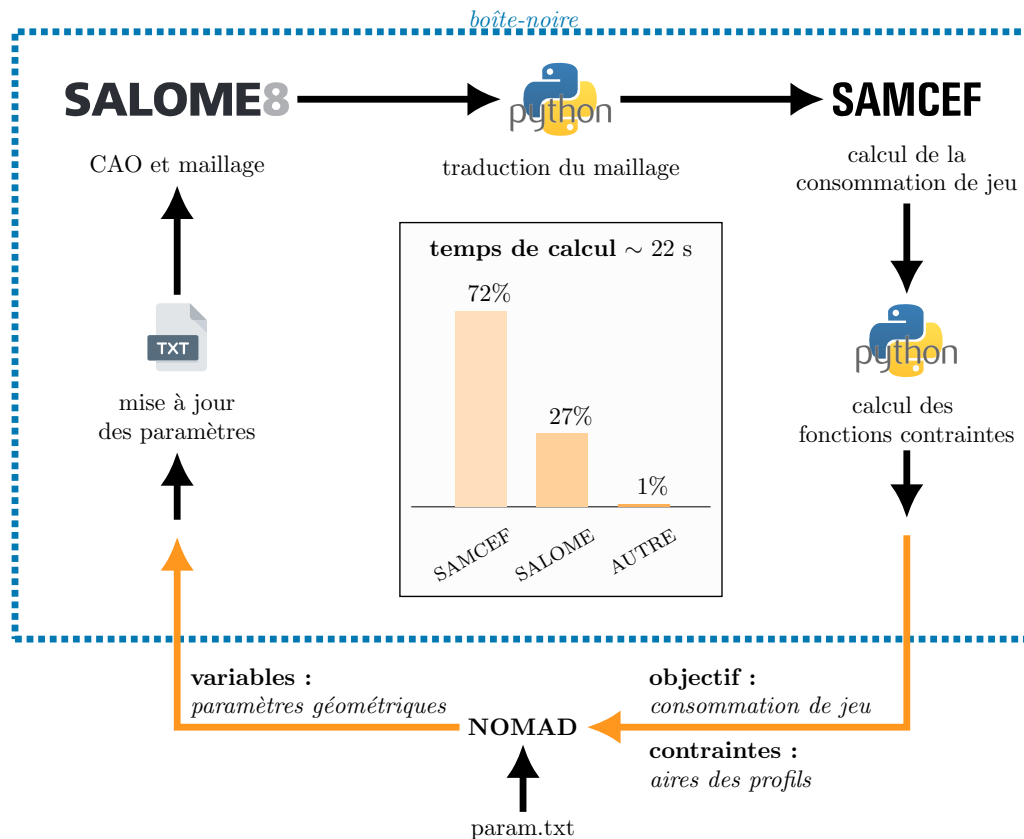 boîte-noire
SALOME8
python
SAMCEF
CAO et maillage
traduction du maillage
calcul de la
consommation de jeu
temps de calcul ∼ 22 s
72%
27%
1%
SAMCEF
SALOME
AUTRE
TXT
mise à jour
des paramètres
python
calcul des
fonctions contraintes
variables :
paramètres géométriques
objectif :
consommation de jeu
NOMAD
contraintes :
aires des profils
param.txt